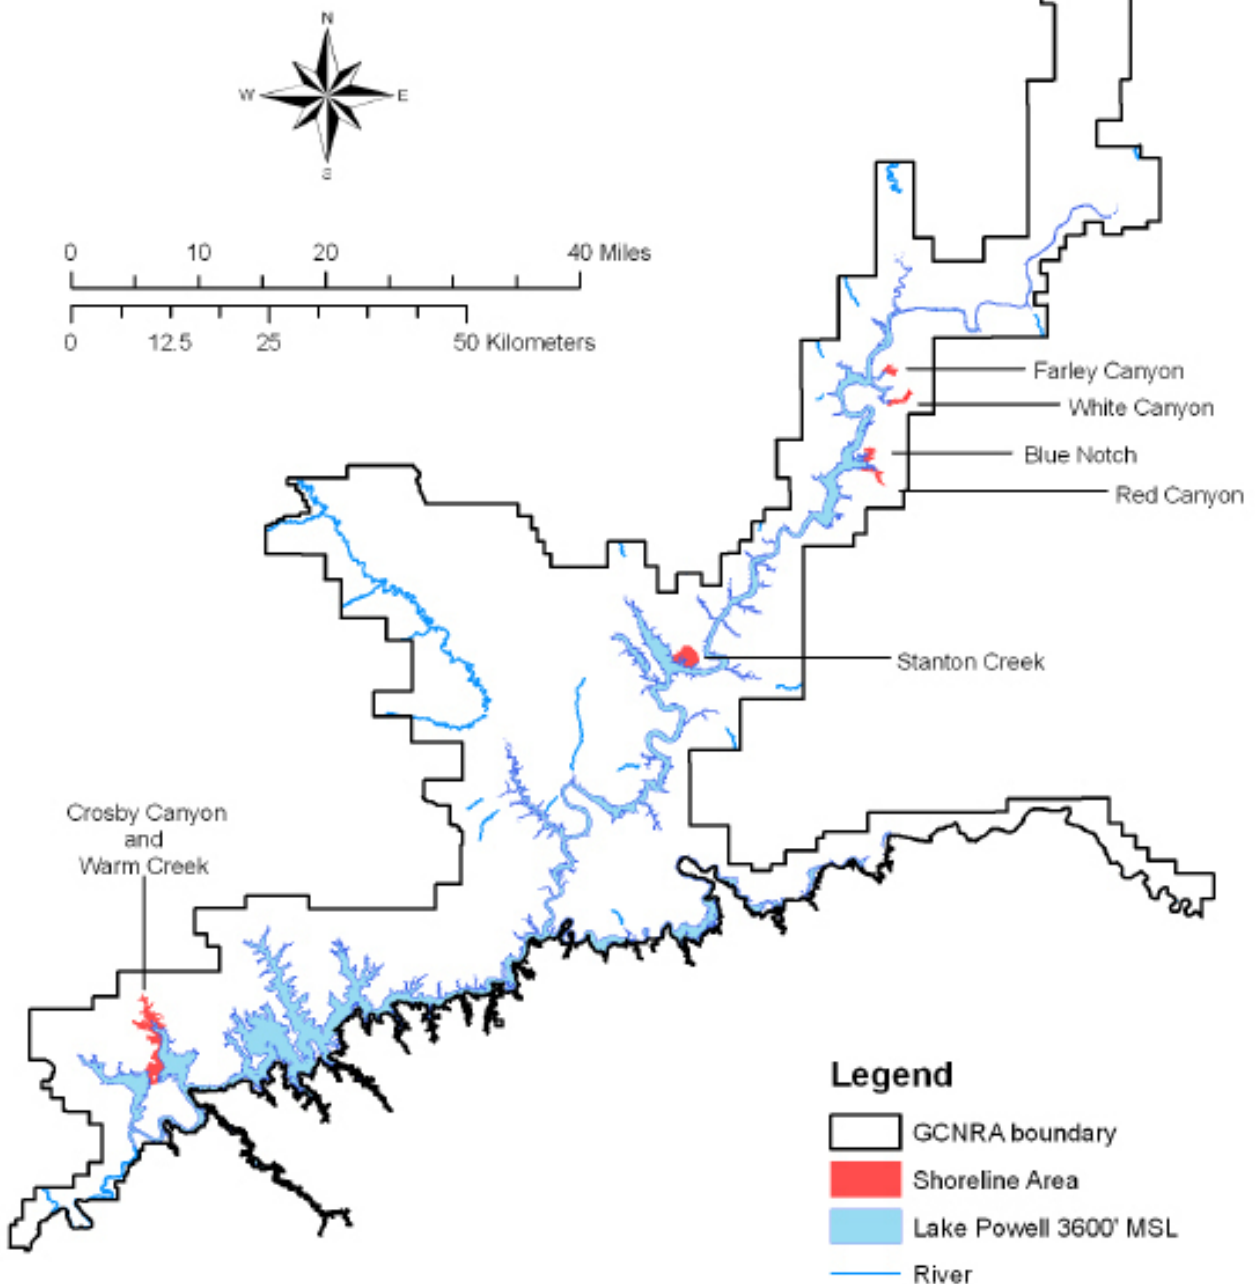 N
W E
S
0 10 20 40 Miles
0 12.5 25 50 Kilometers
Farley Canyon
White Canyon
Blue Notch
Red Canyon
Stanton Creek
Crosby Canyon
and
Warm Creek
Legend
GCNRA boundary
Shoreline Area
Lake Powell 3600' MSL
River